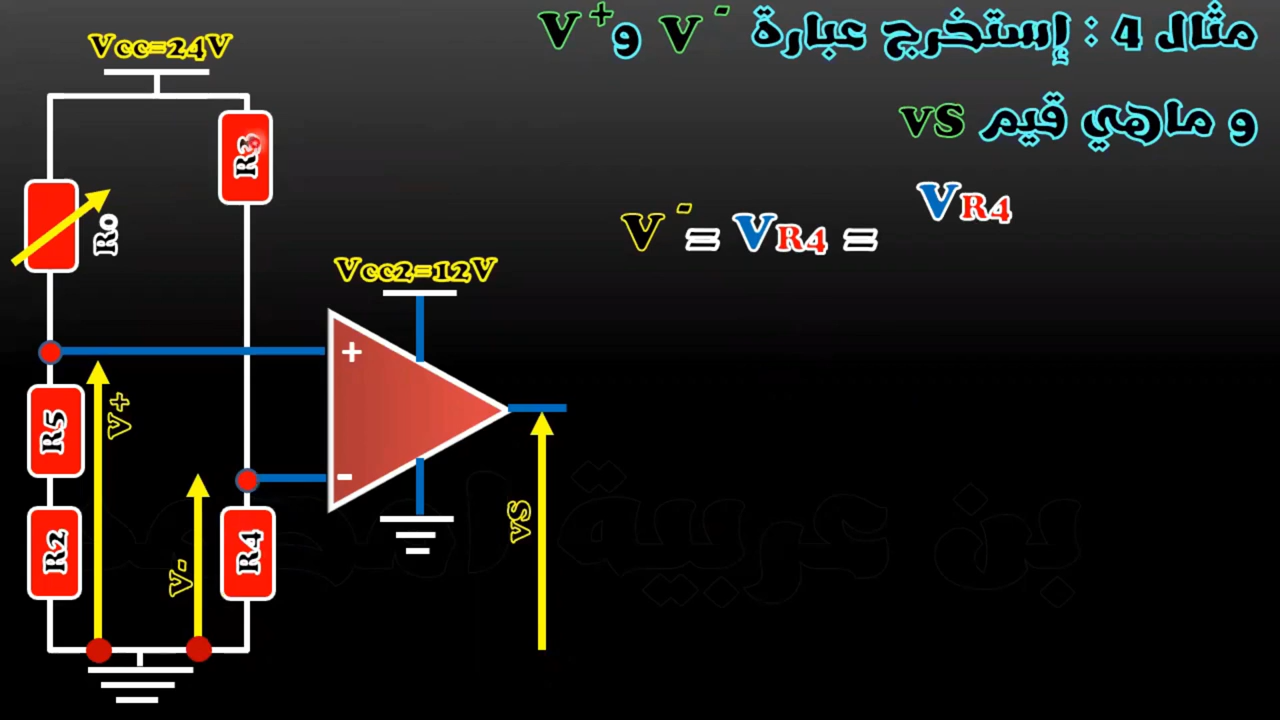 مثال 4 : إستخرج عبارة V⁻ و V⁺
و ماهي قيم vS
Vcc=24V
R3
R0
V⁻ = VR4 = VR4
Vcc2=12V
+
V+
R5
-
vS
R2
V-
R4